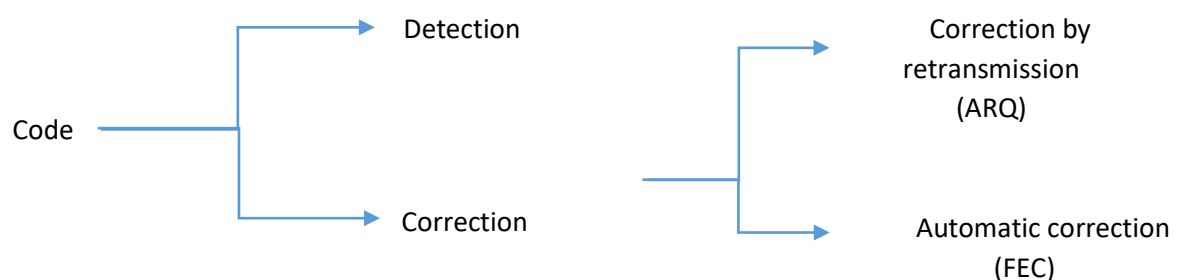 Code
Detection
Correction
Correction by
retransmission
(ARQ)
Automatic correction
(FEC)